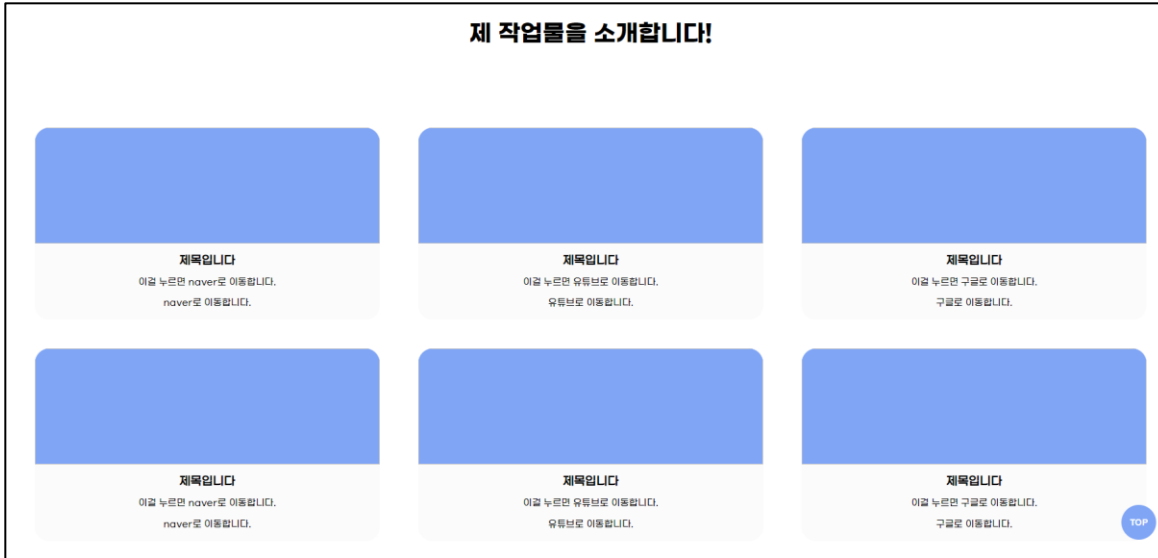 제 작업물을 소개합니다!
제목입니다
이걸 누르면 naver로 이동합니다.
naver로 이동합니다.
제목입니다
이걸 누르면 유튜브로 이동합니다.
유튜브로 이동합니다.
제목입니다
이걸 누르면 구글로 이동합니다.
구글로 이동합니다.
제목입니다
이걸 누르면 naver로 이동합니다.
naver로 이동합니다.
제목입니다
이걸 누르면 유튜브로 이동합니다.
유튜브로 이동합니다.
제목입니다
이걸 누르면 구글로 이동합니다.
구글로 이동합니다.
TOP